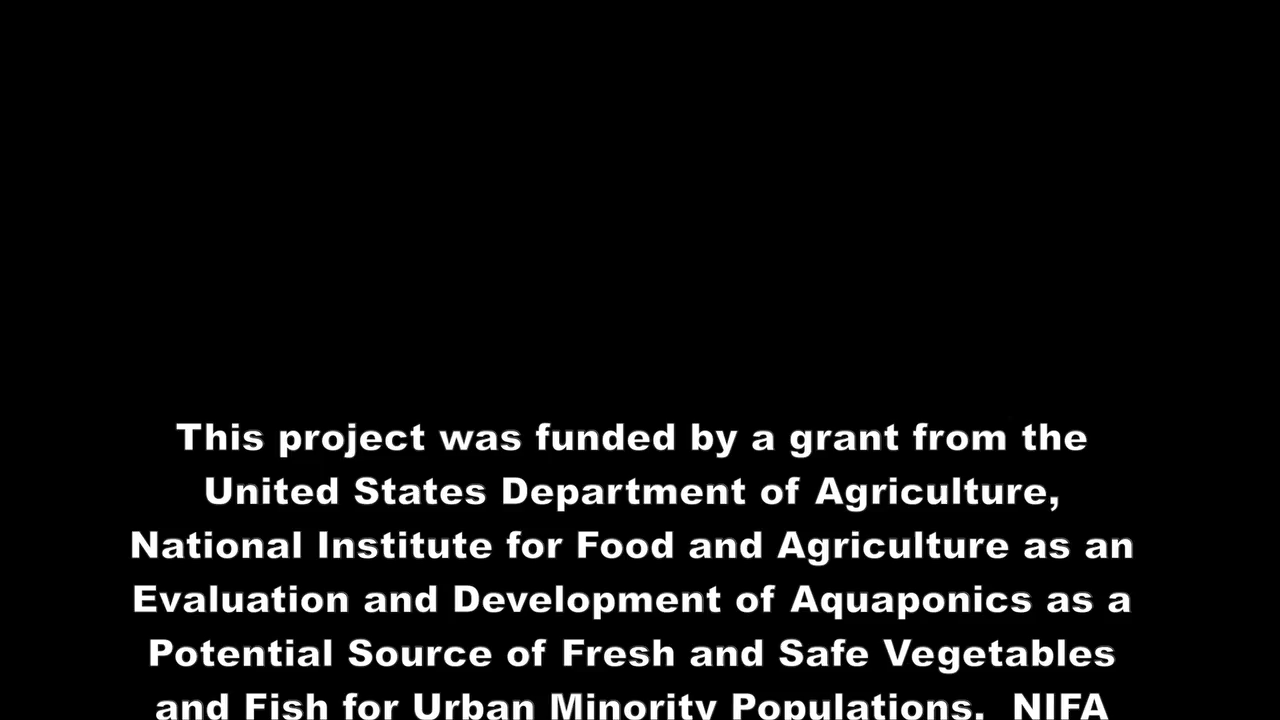 This project was funded by a grant from the
United States Department of Agriculture,
National Institute for Food and Agriculture as an
Evaluation and Development of Aquaponics as a
Potential Source of Fresh and Safe Vegetables
and Fish for Urban Minority Populations.  NIFA